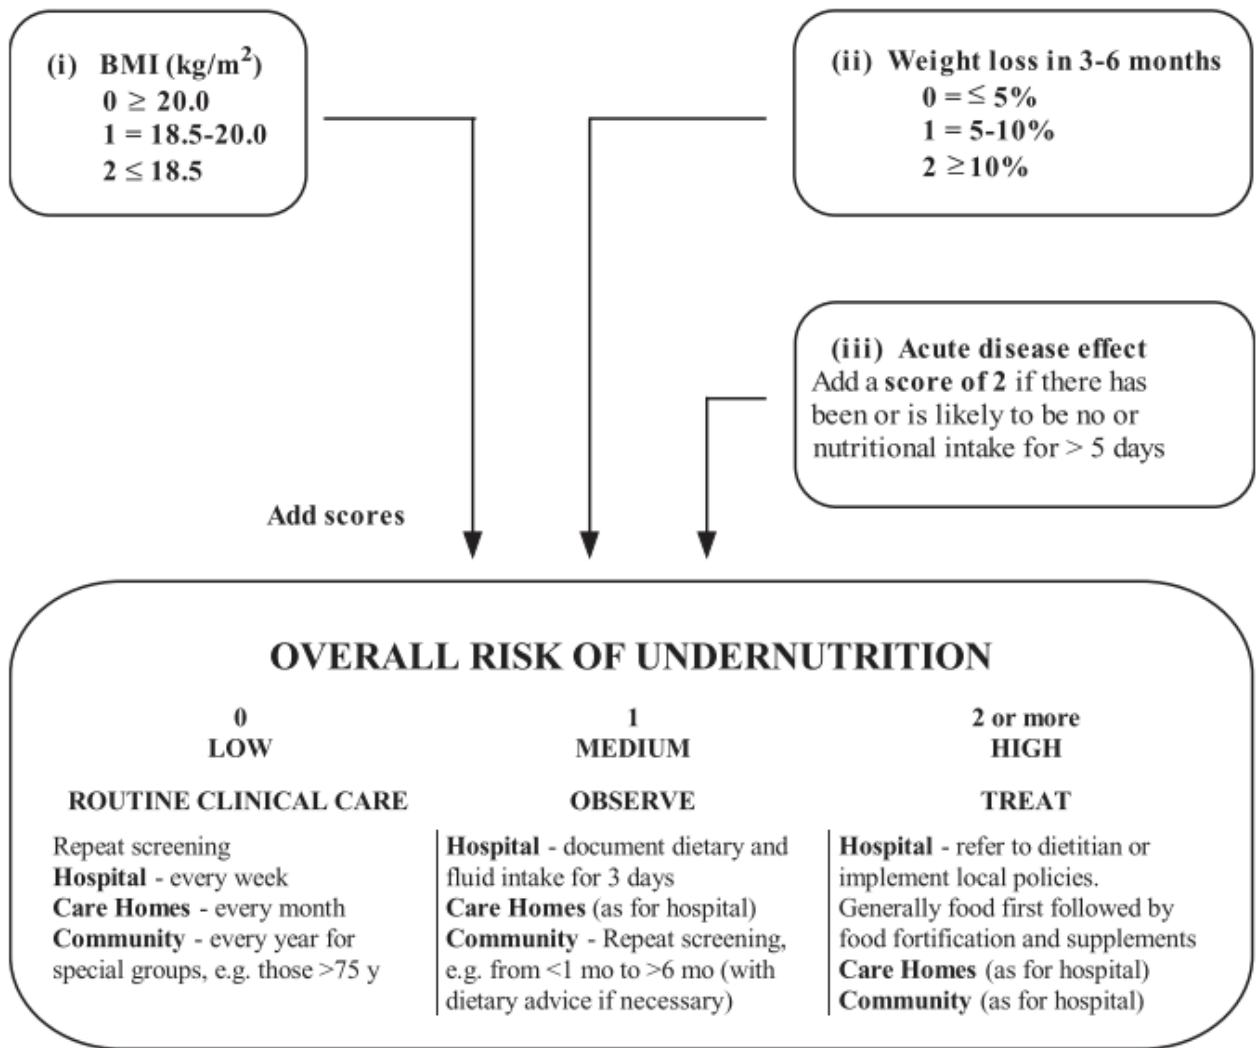 (i) BMI (kg/m²)
0 ≥ 20.0
1 = 18.5-20.0
2 ≤ 18.5
(ii) Weight loss in 3-6 months
0 = ≤ 5%
1 = 5-10%
2 ≥ 10%
(iii) Acute disease effect
Add a score of 2 if there has
been or is likely to be no or
nutritional intake for > 5 days
Add scores
OVERALL RISK OF UNDERNUTRITION
0
LOW
ROUTINE CLINICAL CARE
Repeat screening
Hospital - every week
Care Homes - every month
Community - every year for
special groups, e.g. those >75 y
1
MEDIUM
OBSERVE
Hospital - document dietary and
fluid intake for 3 days
Care Homes (as for hospital)
Community - Repeat screening,
e.g. from <1 mo to >6 mo (with
dietary advice if necessary)
2 or more
HIGH
TREAT
Hospital - refer to dietitian or
implement local policies.
Generally food first followed by
food fortification and supplements
Care Homes (as for hospital)
Community (as for hospital)